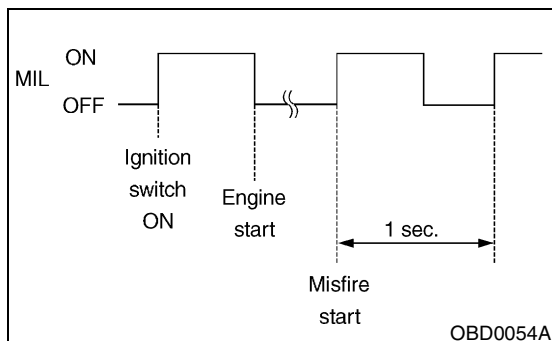 ON
MIL
OFF
Ignition
switch
ON
Engine
start
1 sec.
Misfire
start
OBD0054A